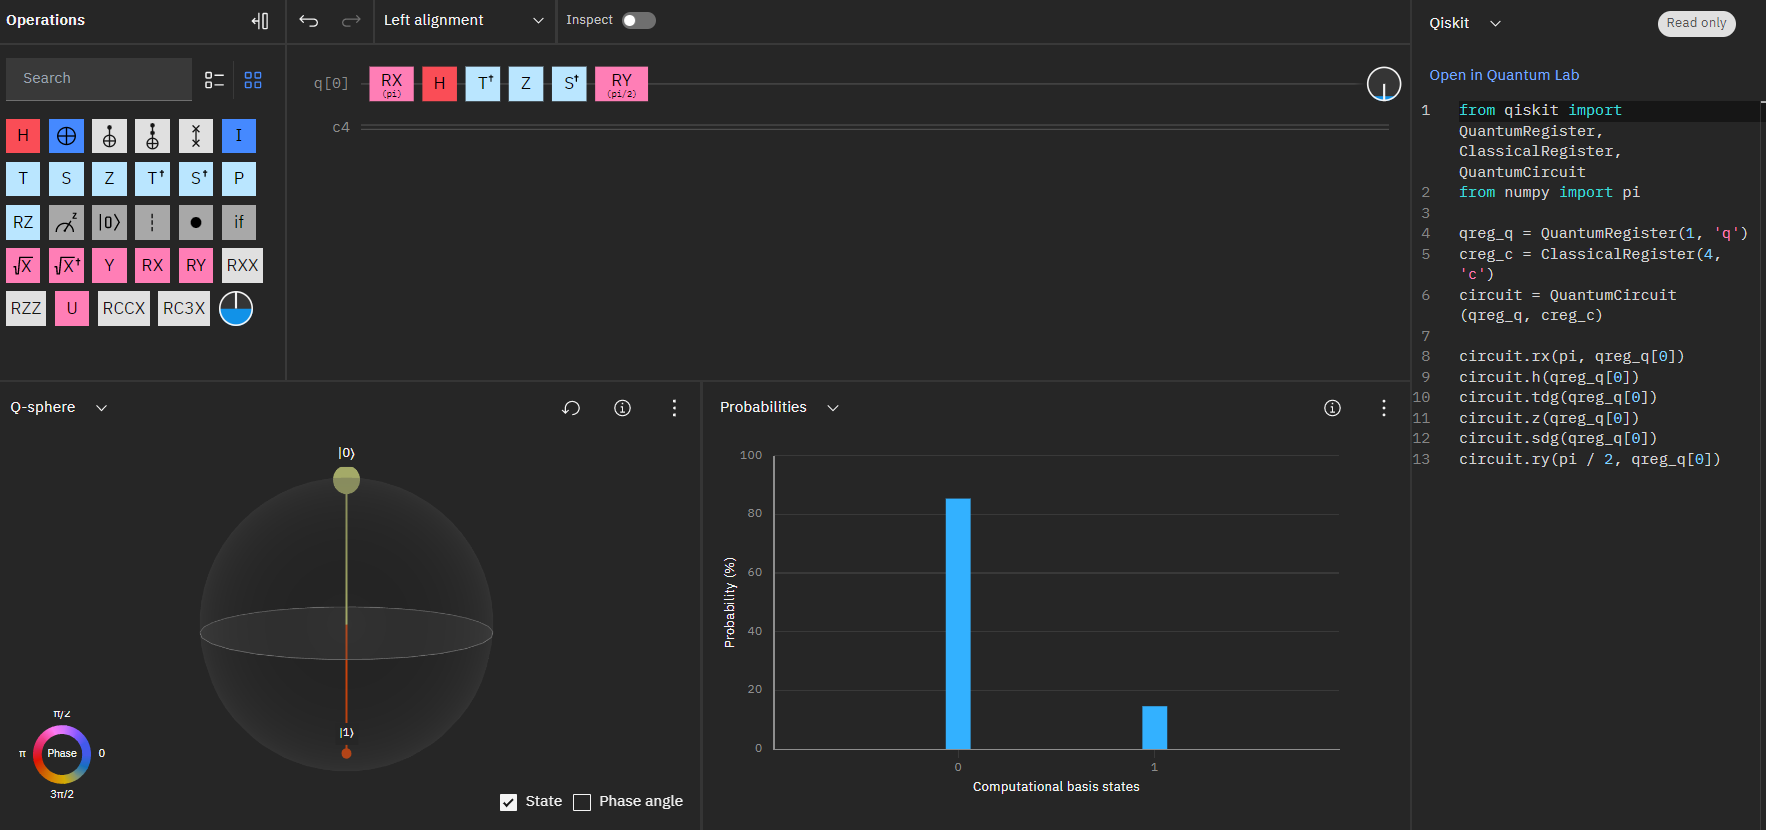 Operations
Left alignment
Inspect
Qiskit
Read only
Search
Open in Quantum Lab
H
I
T
S
Z
T†
S†
P
RZ
z
|0⟩
if
√X
√X†
Y
RX
RY
RXX
RZZ
U
RCCX
RC3X
q[0]
RX
(pi)
H
T†
Z
S†
RY
(pi/2)
c4
1 from qiskit import
QuantumRegister,
ClassicalRegister,
QuantumCircuit
2 from numpy import pi
3
4 qreg_q = QuantumRegister(1, 'q')
5 creg_c = ClassicalRegister(4,
'c')
6 circuit = QuantumCircuit
(qreg_q, creg_c)
7
8 circuit.rx(pi, qreg_q[0])
9 circuit.h(qreg_q[0])
10 circuit.tdg(qreg_q[0])
11 circuit.z(qreg_q[0])
12 circuit.sdg(qreg_q[0])
13 circuit.ry(pi / 2, qreg_q[0])
Q-sphere
|0⟩
|1⟩
π/2
π
Phase
0
3π/2
State
Phase angle
Probabilities
Probability (%)
100
80
60
40
20
0
0
1
Computational basis states